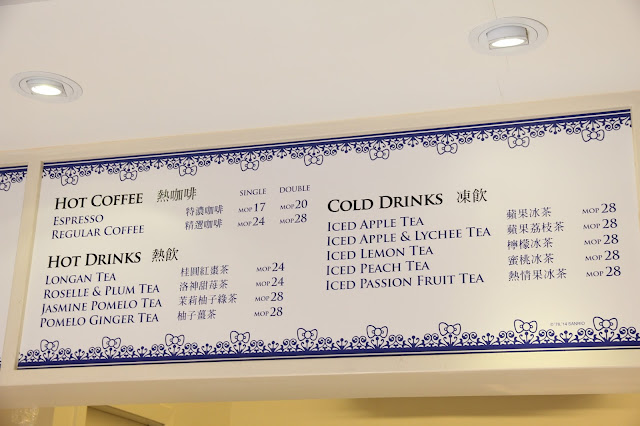 HOT COFFEE 熱咖啡 SINGLE DOUBLE
ESPRESSO 特濃咖啡 MOP 17 MOP 20
REGULAR COFFEE 精選咖啡 MOP 24 MOP 28
HOT DRINKS 熱飲
LONGAN TEA 桂圓紅棗茶 MOP 24
ROSELLE & PLUM TEA 洛神甜莓茶 MOP 24
JASMINE POMELO TEA 茉莉柚子綠茶 MOP 28
POMELO GINGER TEA 柚子薑茶 MOP 28
COLD DRINKS 凍飲
ICED APPLE TEA 蘋果冰茶 MOP 28
ICED APPLE & LYCHEE TEA 蘋果荔枝茶 MOP 28
ICED LEMON TEA 檸檬冰茶 MOP 28
ICED PEACH TEA 蜜桃冰茶 MOP 28
ICED PASSION FRUIT TEA 熱情果冰茶 MOP 28